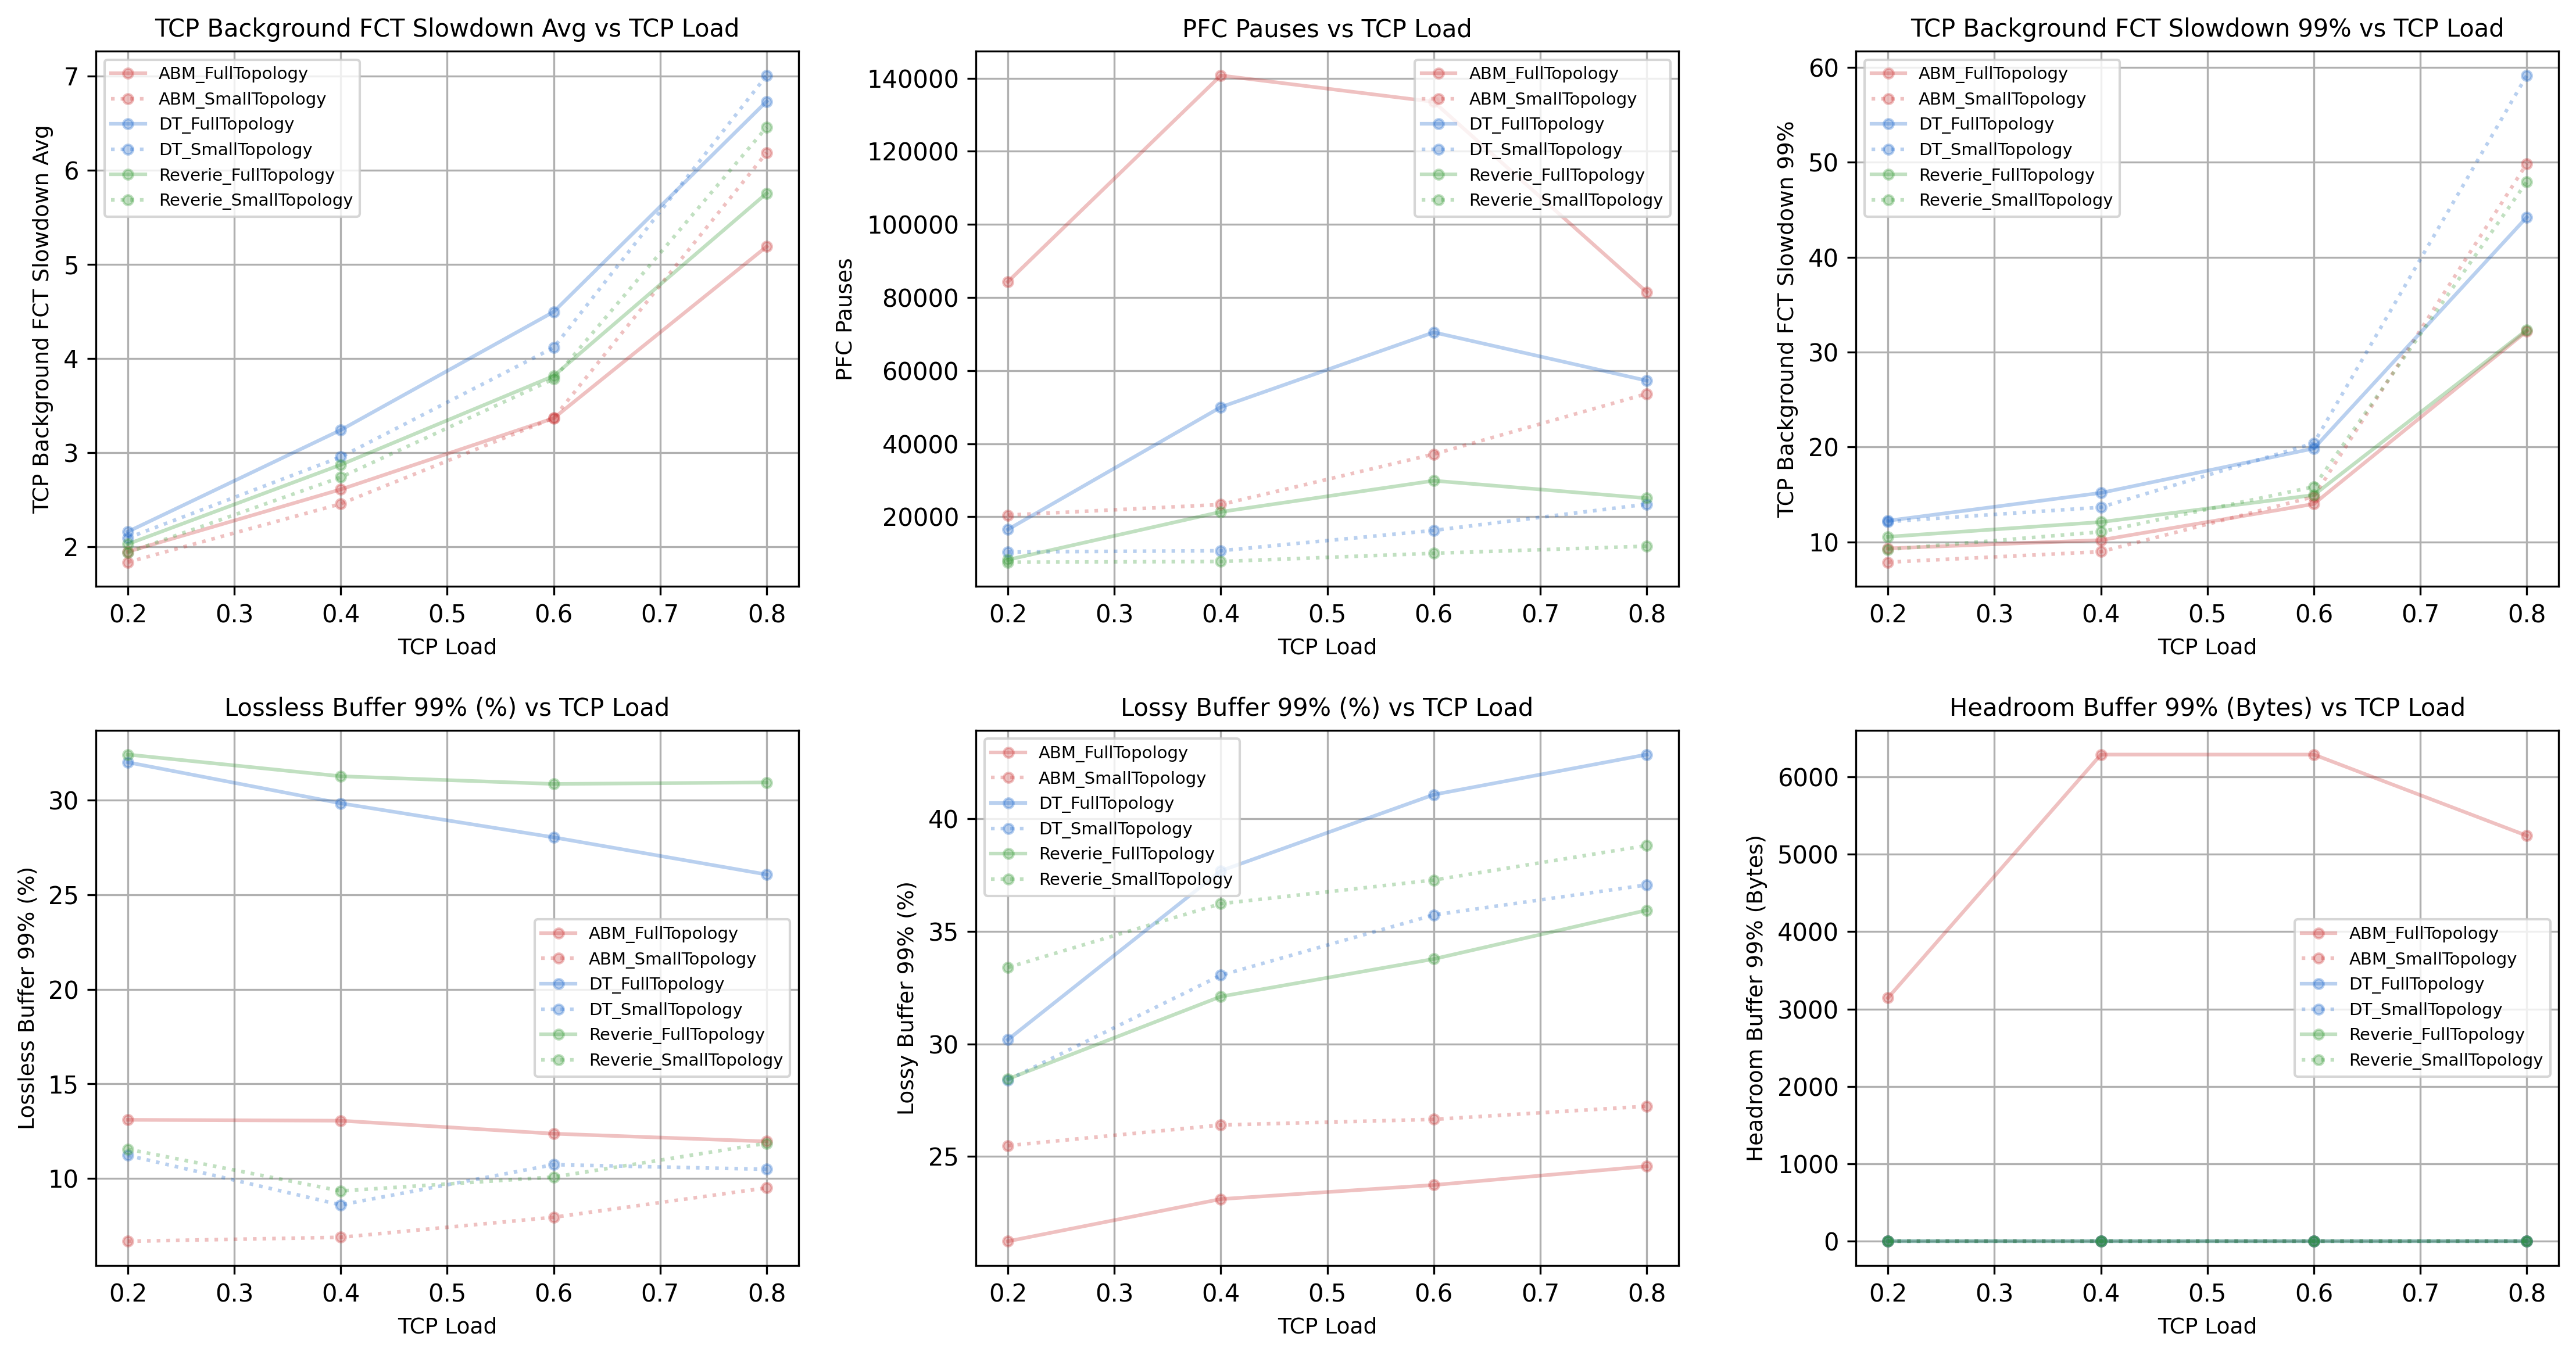 TCP Background FCT Slowdown Avg vs TCP Load
TCP Background FCT Slowdown Avg
7
6
5
4
3
2
ABM_FullTopology
ABM_SmallTopology
DT_FullTopology
DT_SmallTopology
Reverie_FullTopology
Reverie_SmallTopology
0.2 0.3 0.4 0.5 0.6 0.7 0.8
TCP Load
PFC Pauses vs TCP Load
PFC Pauses
140000
120000
100000
80000
60000
40000
20000
ABM_FullTopology
ABM_SmallTopology
DT_FullTopology
DT_SmallTopology
Reverie_FullTopology
Reverie_SmallTopology
0.2 0.3 0.4 0.5 0.6 0.7 0.8
TCP Load
TCP Background FCT Slowdown 99% vs TCP Load
TCP Background FCT Slowdown 99%
60
50
40
30
20
10
ABM_FullTopology
ABM_SmallTopology
DT_FullTopology
DT_SmallTopology
Reverie_FullTopology
Reverie_SmallTopology
0.2 0.3 0.4 0.5 0.6 0.7 0.8
TCP Load
Lossless Buffer 99% (%) vs TCP Load
Lossless Buffer 99% (%)
30
25
20
15
10
ABM_FullTopology
ABM_SmallTopology
DT_FullTopology
DT_SmallTopology
Reverie_FullTopology
Reverie_SmallTopology
0.2 0.3 0.4 0.5 0.6 0.7 0.8
TCP Load
Lossy Buffer 99% (%) vs TCP Load
Lossy Buffer 99% (%)
40
35
30
25
ABM_FullTopology
ABM_SmallTopology
DT_FullTopology
DT_SmallTopology
Reverie_FullTopology
Reverie_SmallTopology
0.2 0.3 0.4 0.5 0.6 0.7 0.8
TCP Load
Headroom Buffer 99% (Bytes) vs TCP Load
Headroom Buffer 99% (Bytes)
6000
5000
4000
3000
2000
1000
0
ABM_FullTopology
ABM_SmallTopology
DT_FullTopology
DT_SmallTopology
Reverie_FullTopology
Reverie_SmallTopology
0.2 0.3 0.4 0.5 0.6 0.7 0.8
TCP Load